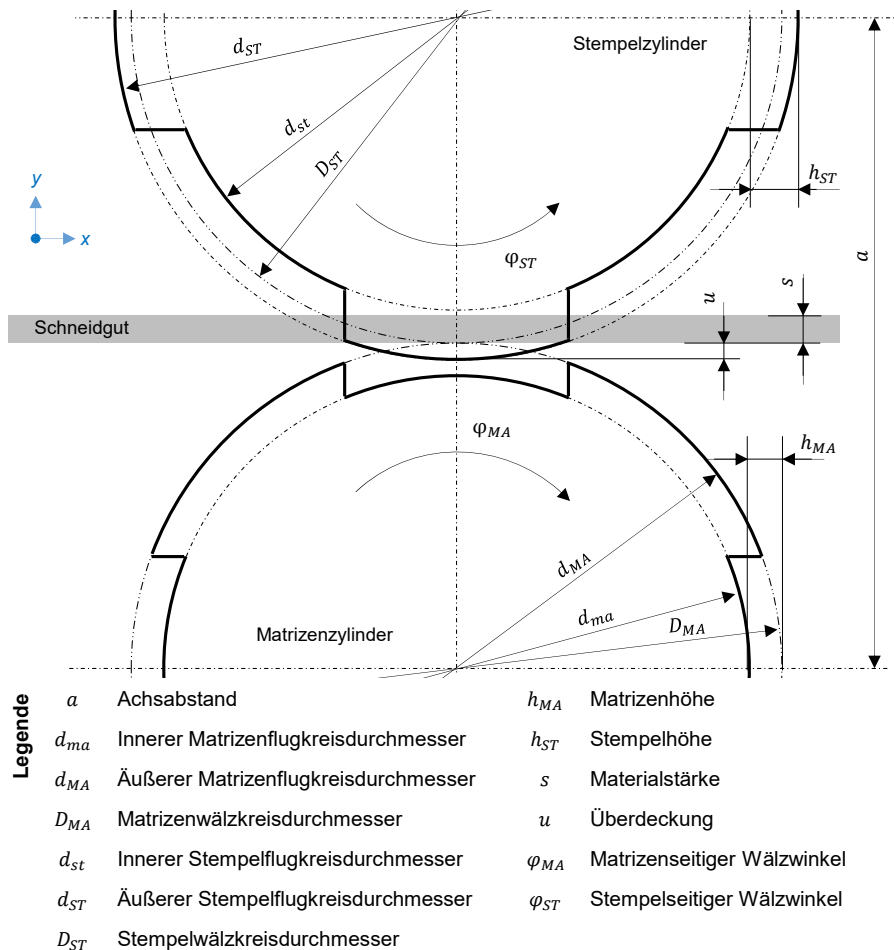 Stempelzylinder
d_ST
d_st
D_ST
h_ST
y
x
φ_ST
a
s
u
Schneidgut
φ_MA
h_MA
d_MA
d_ma
D_MA
Matrizenzylinder
Legende
a Achsabstand
h_MA Matrizenhöhe
d_ma Innerer Matrizenflugkreisdurchmesser
h_ST Stempelhöhe
d_MA Äußerer Matrizenflugkreisdurchmesser
s Materialstärke
D_MA Matrizenwälzkreisdurchmesser
u Überdeckung
d_st Innerer Stempelflugkreisdurchmesser
φ_MA Matrizenseitiger Wälzwinkel
d_ST Äußerer Stempelflugkreisdurchmesser
φ_ST Stempelseitiger Wälzwinkel
D_ST Stempelwälzkreisdurchmesser